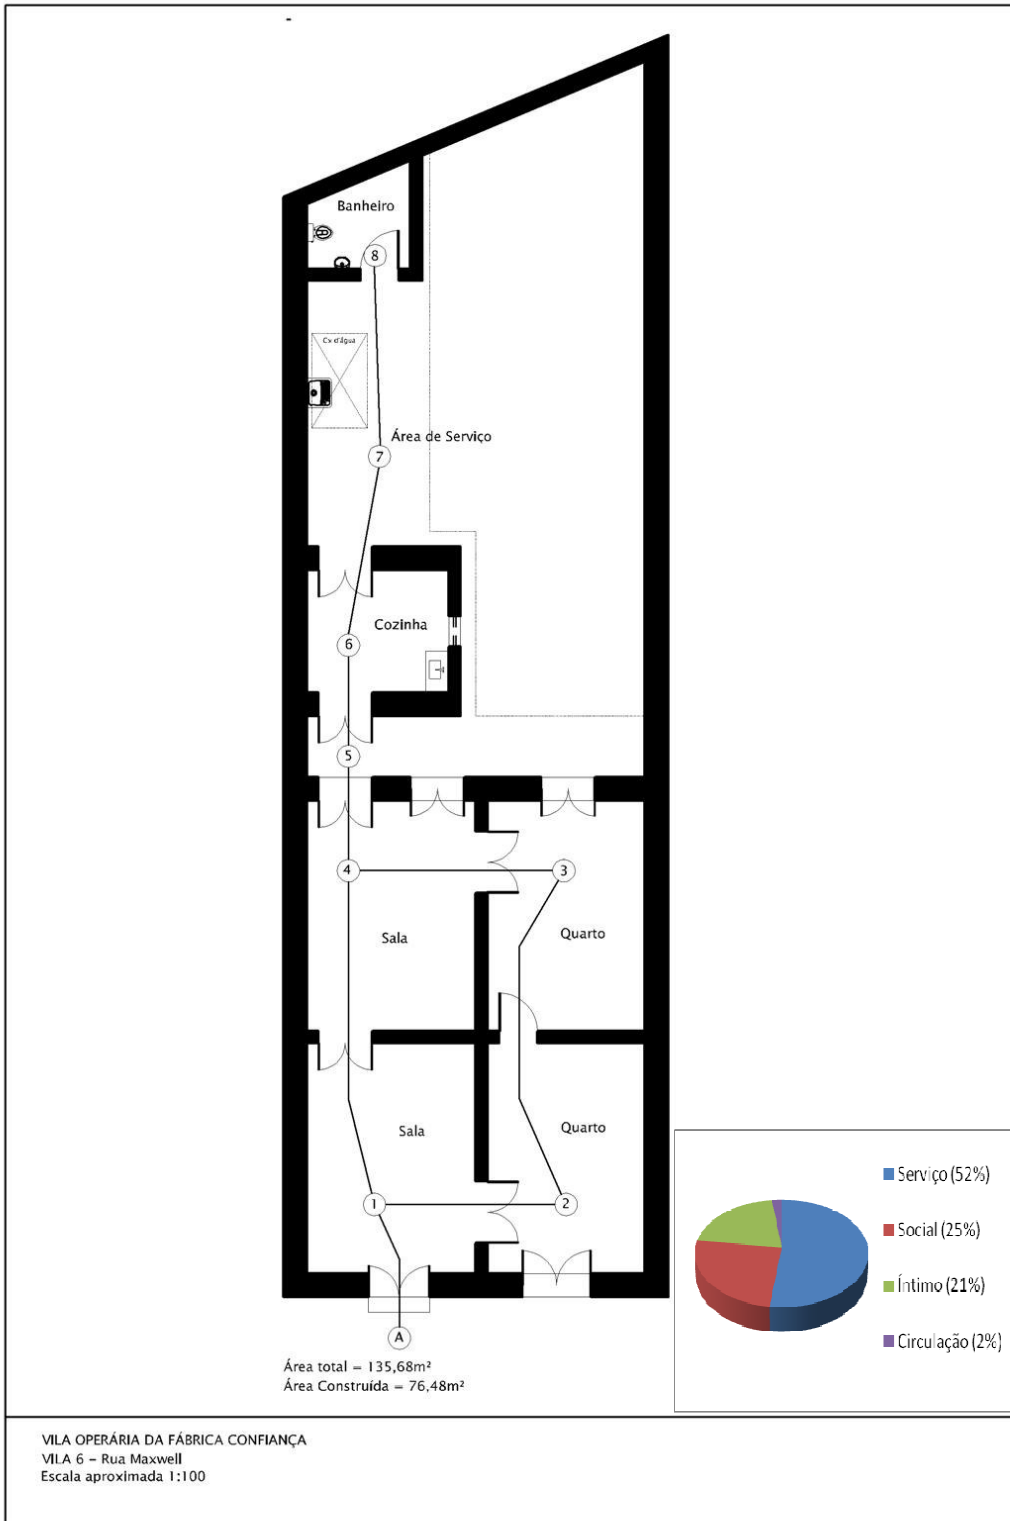 Banheiro
8
Cx d'água
Área de Serviço
7
Cozinha
6
5
4
3
Sala
Quarto
Sala
Quarto
1
2
A
Serviço (52%)
Social (25%)
Íntimo (21%)
Circulação (2%)
Área total = 135,68m²
Área Construída = 76,48m²
VILA OPERÁRIA DA FÁBRICA CONFIANÇA
VILA 6 – Rua Maxwell
Escala aproximada 1:100